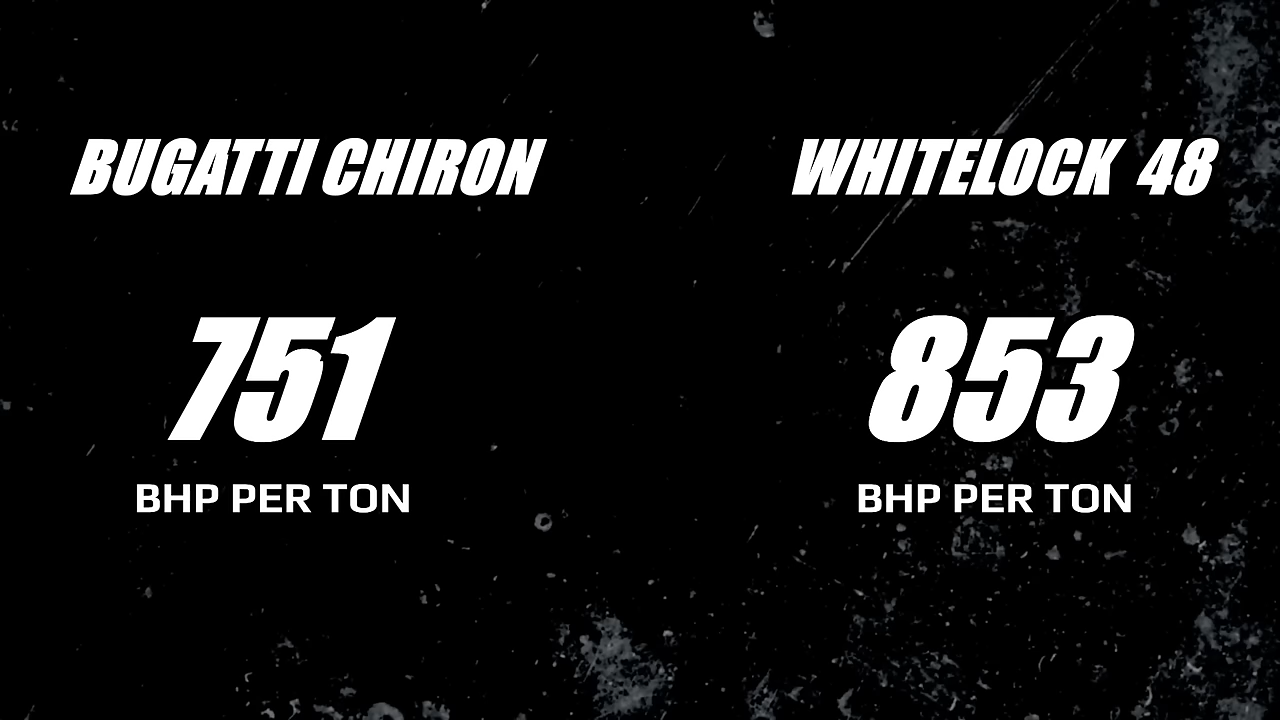 BUGATTI CHIRON
751
BHP PER TON
WHITELOCK 48
853
BHP PER TON